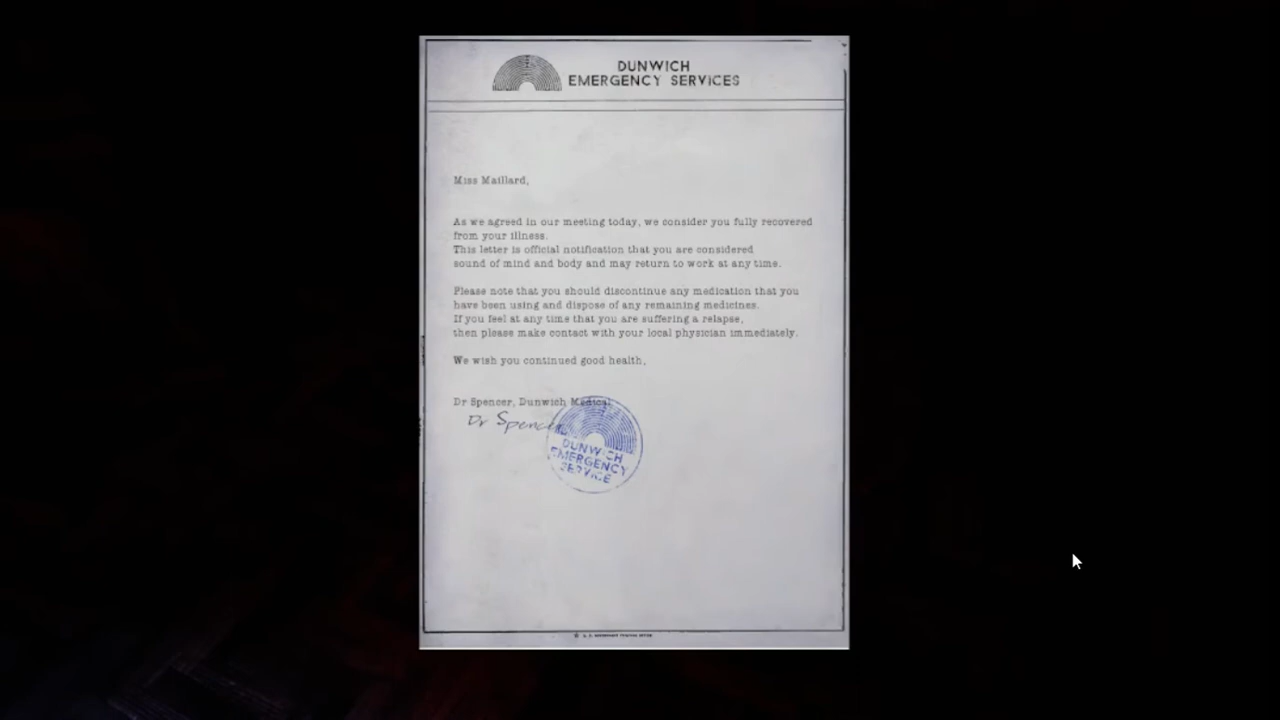 DUNWICH
EMERGENCY SERVICES
Miss Maillard,
As we agreed in our meeting today, we consider you fully recovered
from your illness.
This letter is official notification that you are considered
sound of mind and body and may return to work at any time.
Please note that you should discontinue any medication that you
have been using and dispose of any remaining medicines.
If you feel at any time that you are suffering a relapse,
then please make contact with your local physician immediately.
We wish you continued good health,
Dr Spencer, Dunwich Medical
Dr Spencer
DUNWICH
EMERGENCY
SERVICE